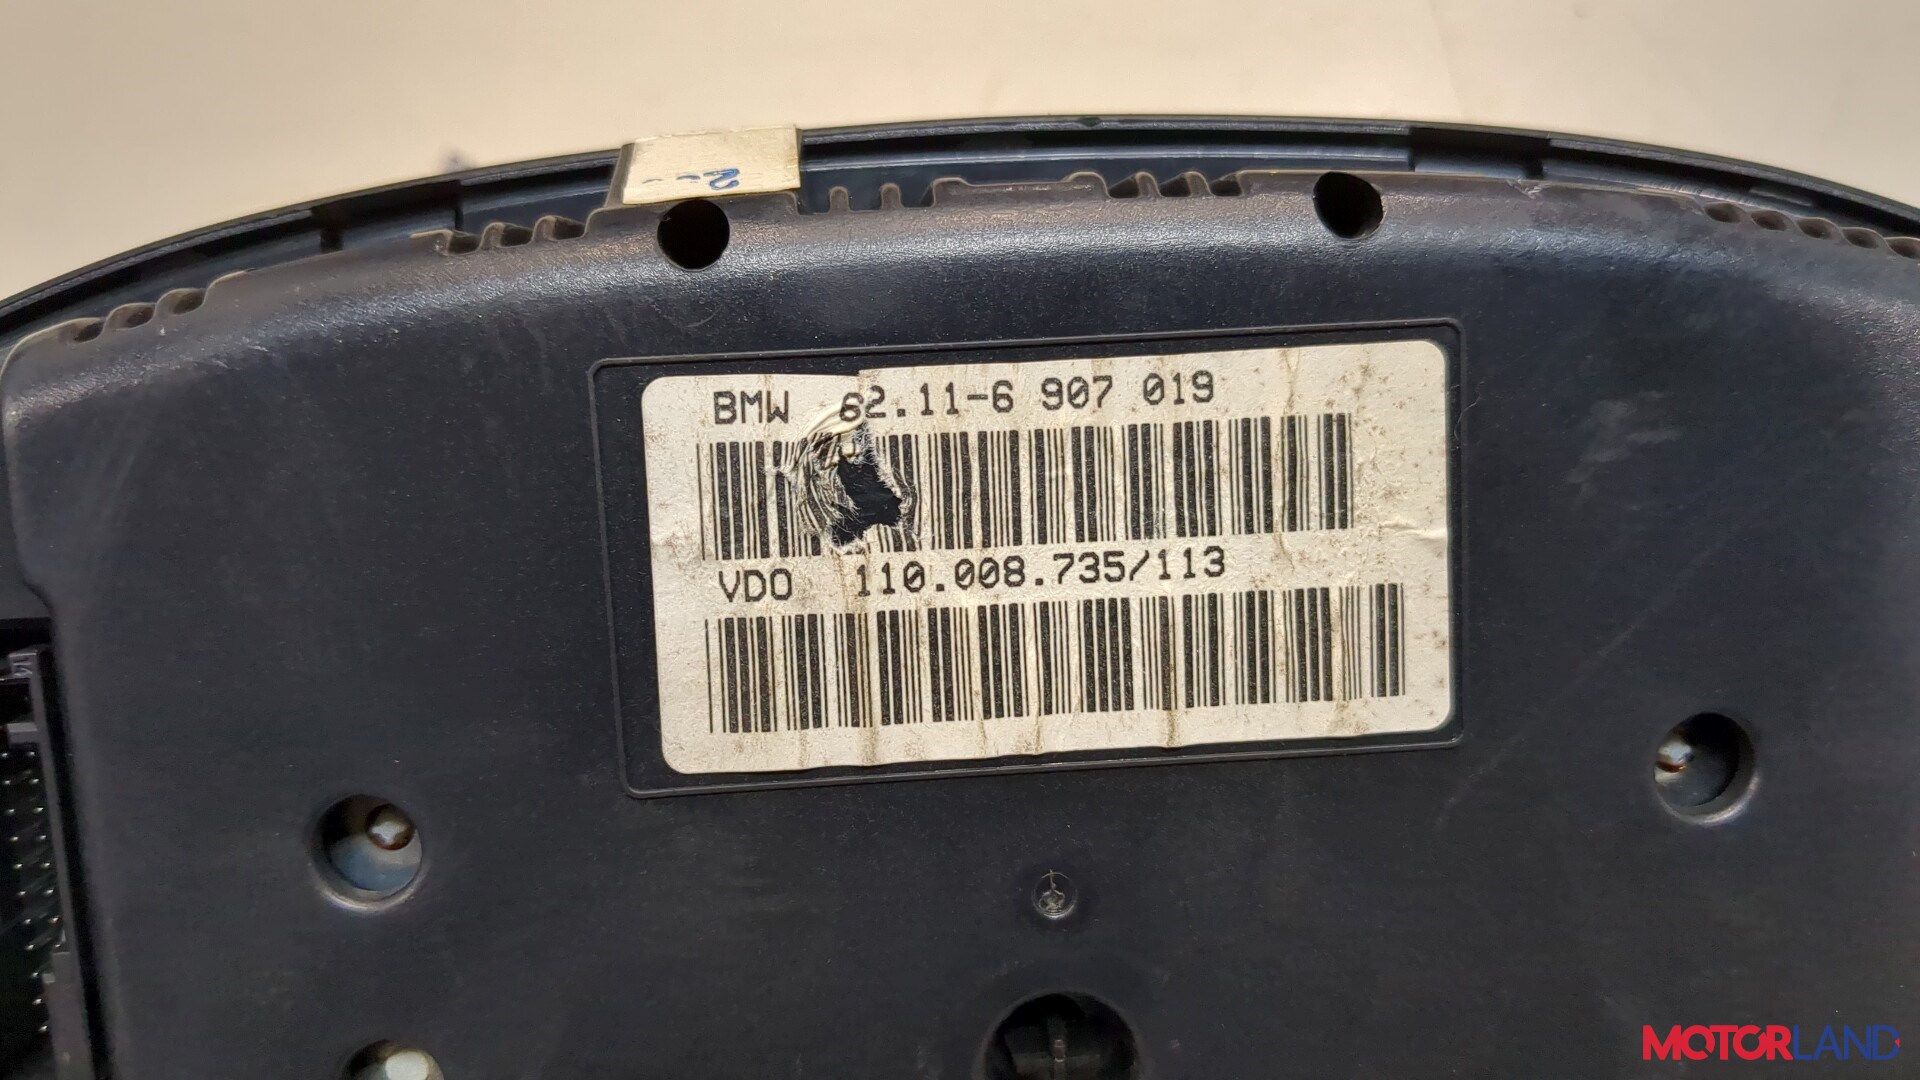 BMW 62.11-6 907 019
VDO 110.008.735/113
MOTORLAND